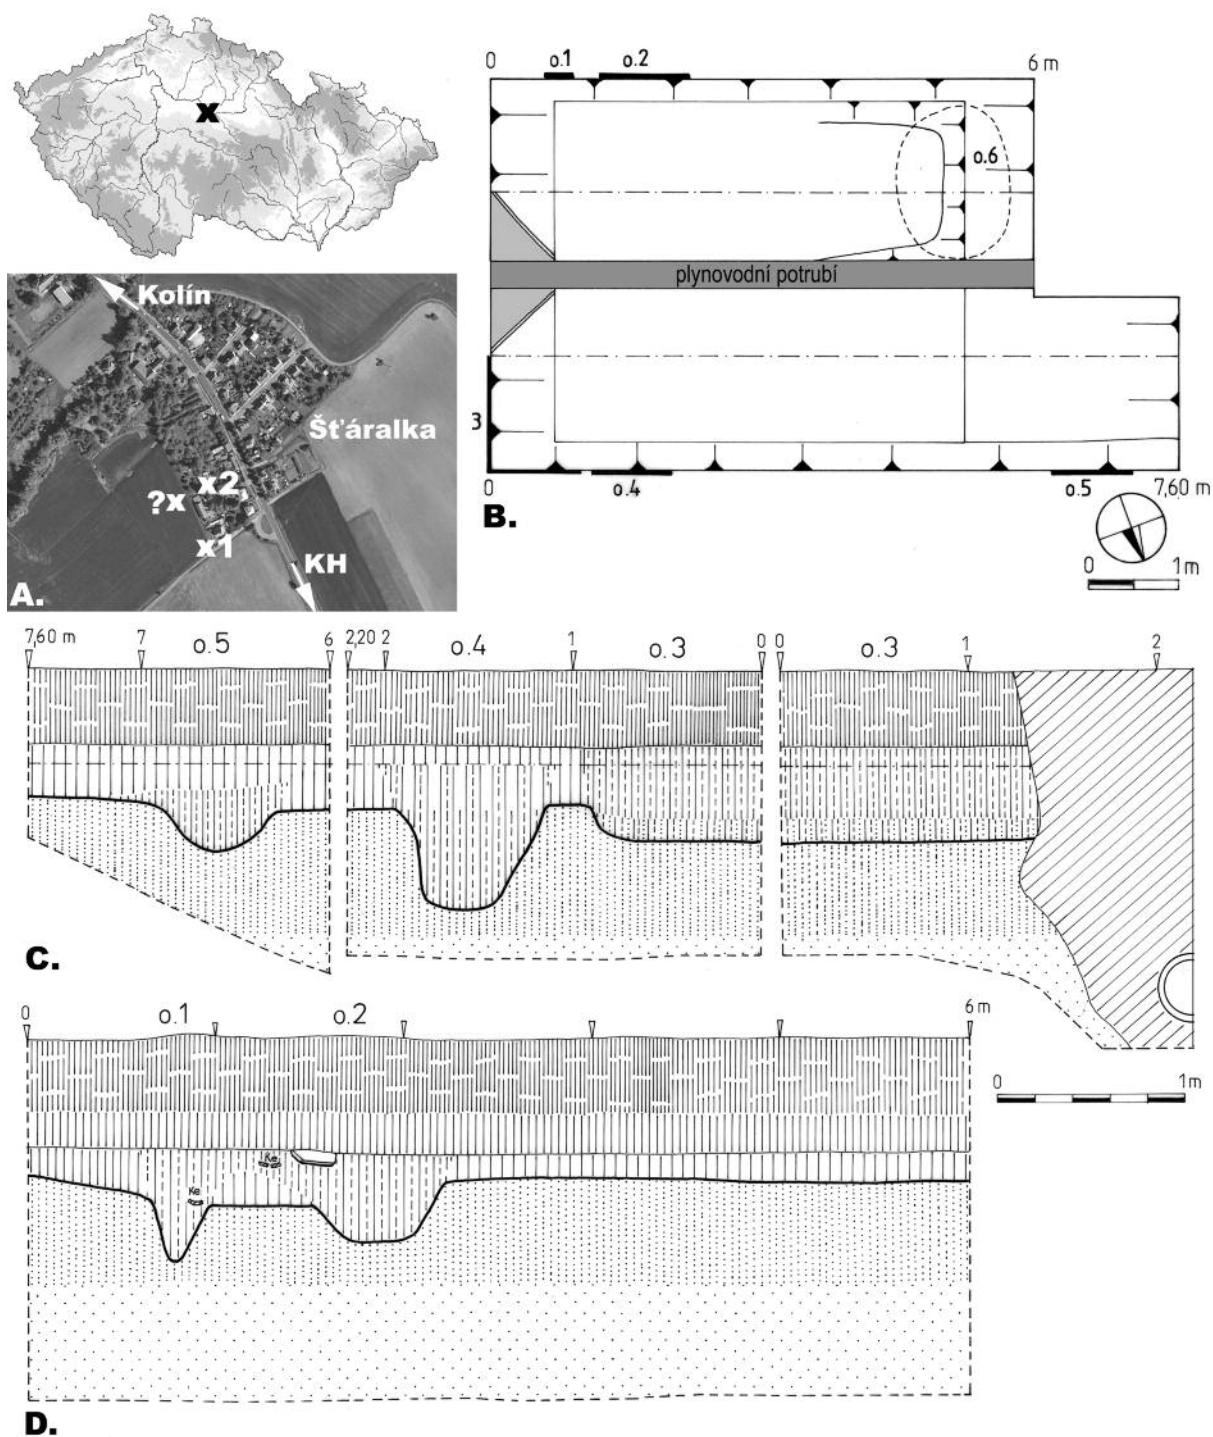 x
Kolín
Šťáralka
x2
?x
x1
KH
A.
0 o.1 o.2 6 m
o.6
plynovodní potrubí
3
0 o.4 o.5 7,60 m
B.
0 1m
7,60 m 7 o.5 6 2,20 2 o.4 1 o.3 0 0 o.3 1 2
C.
0 o.1 o.2 6 m
0 1m
Ke
Ke
D.